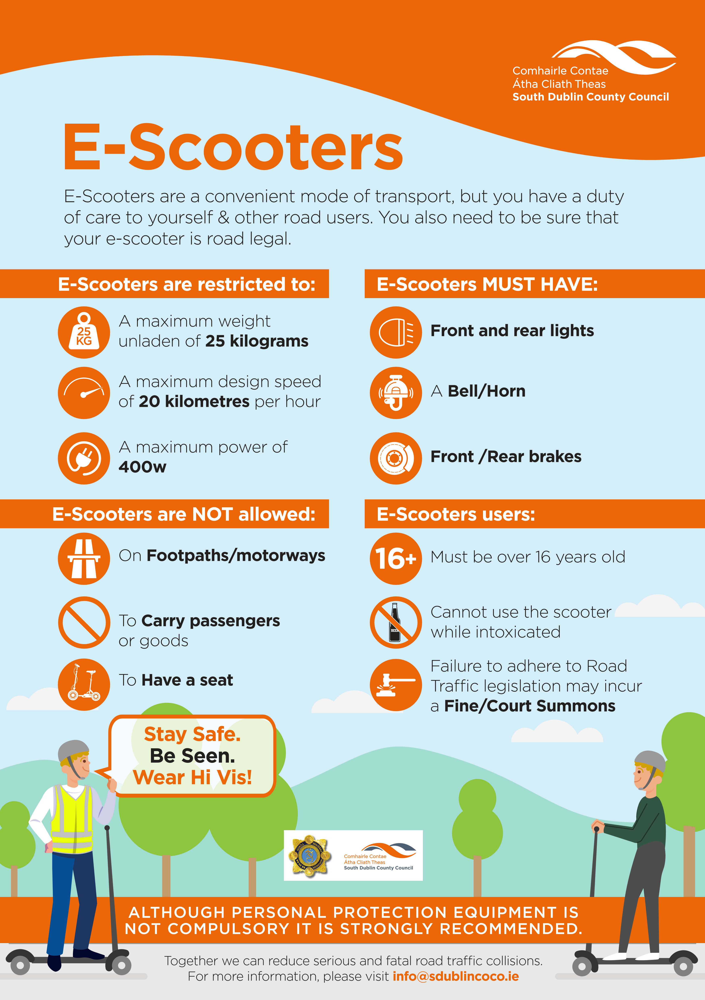 Comhairle Contae
Átha Cliath Theas
South Dublin County Council
E-Scooters
E-Scooters are a convenient mode of transport, but you have a duty
of care to yourself & other road users. You also need to be sure that
your e-scooter is road legal.
E-Scooters are restricted to:
25
KG
A maximum weight
unladen of 25 kilograms
A maximum design speed
of 20 kilometres per hour
A maximum power of
400w
E-Scooters MUST HAVE:
Front and rear lights
A Bell/Horn
Front /Rear brakes
E-Scooters are NOT allowed:
On Footpaths/motorways
To Carry passengers
or goods
To Have a seat
E-Scooters users:
16+
Must be over 16 years old
BEER
Cannot use the scooter
while intoxicated
Failure to adhere to Road
Traffic legislation may incur
a Fine/Court Summons
Stay Safe.
Be Seen.
Wear Hi Vis!
Comhairle Contae
Átha Cliath Theas
South Dublin County Council
ALTHOUGH PERSONAL PROTECTION EQUIPMENT IS
NOT COMPULSORY IT IS STRONGLY RECOMMENDED.
Together we can reduce serious and fatal road traffic collisions.
For more information, please visit info@sdublincoco.ie